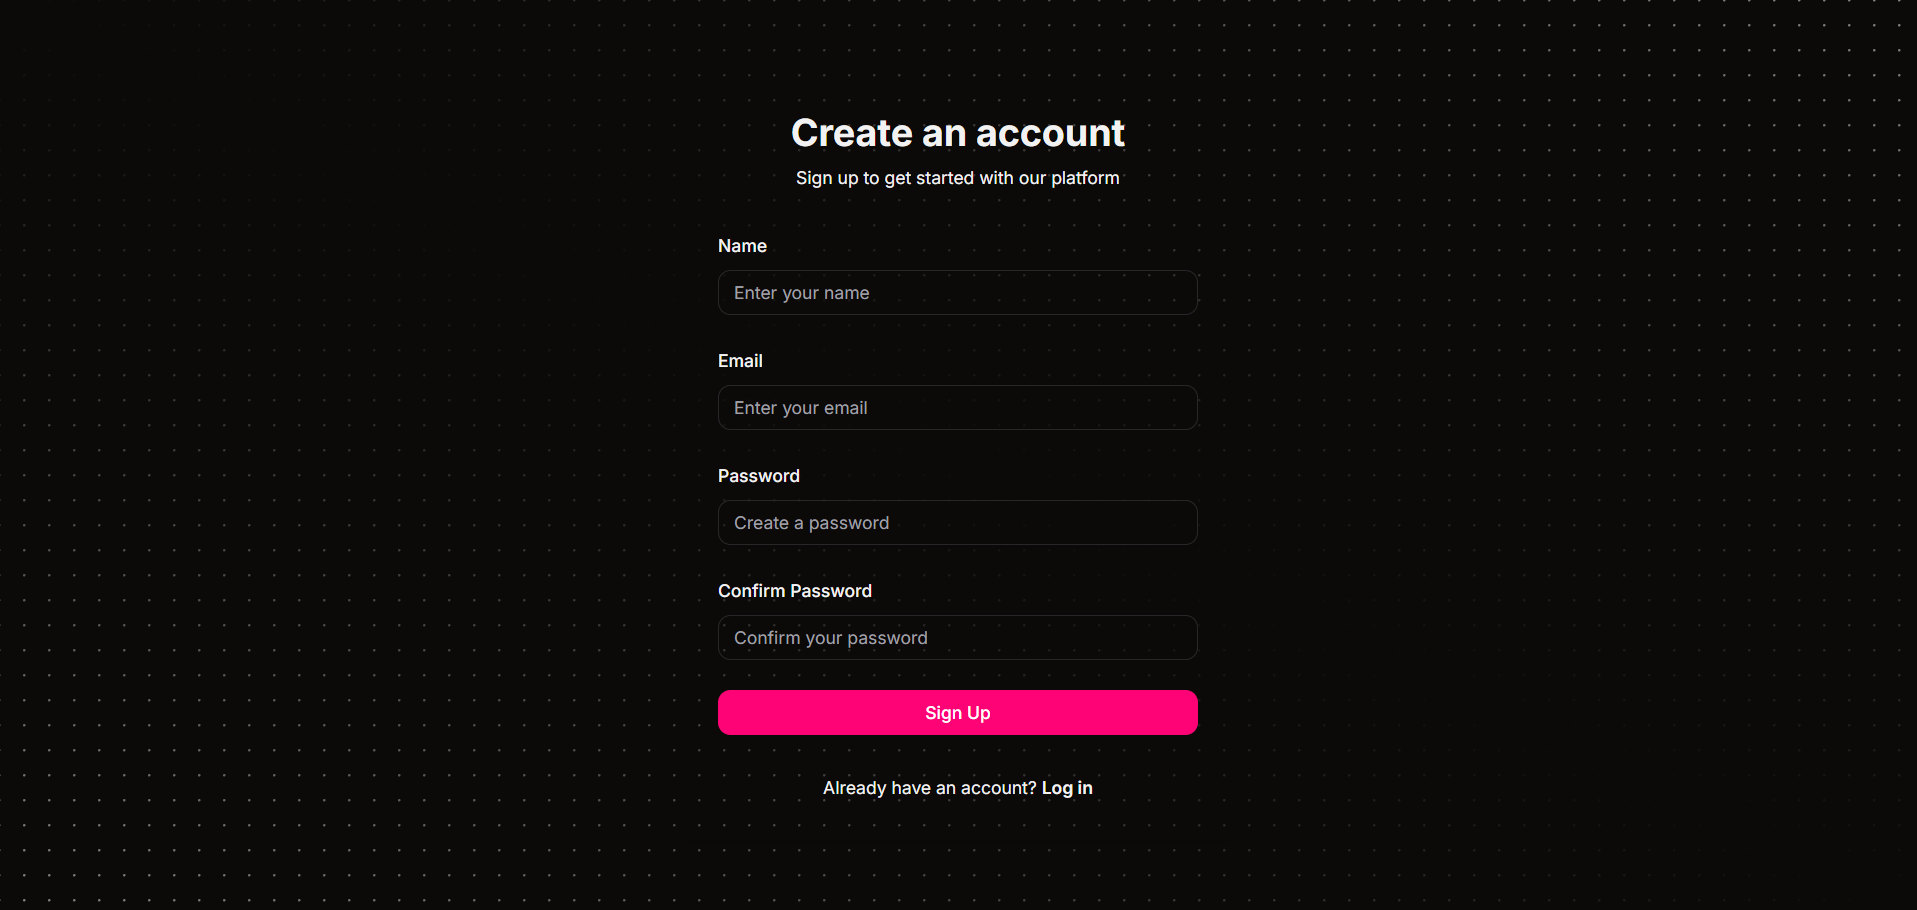 Create an account
Sign up to get started with our platform
Name
Enter your name
Email
Enter your email
Password
Create a password
Confirm Password
Confirm your password
Sign Up
Already have an account? Log in